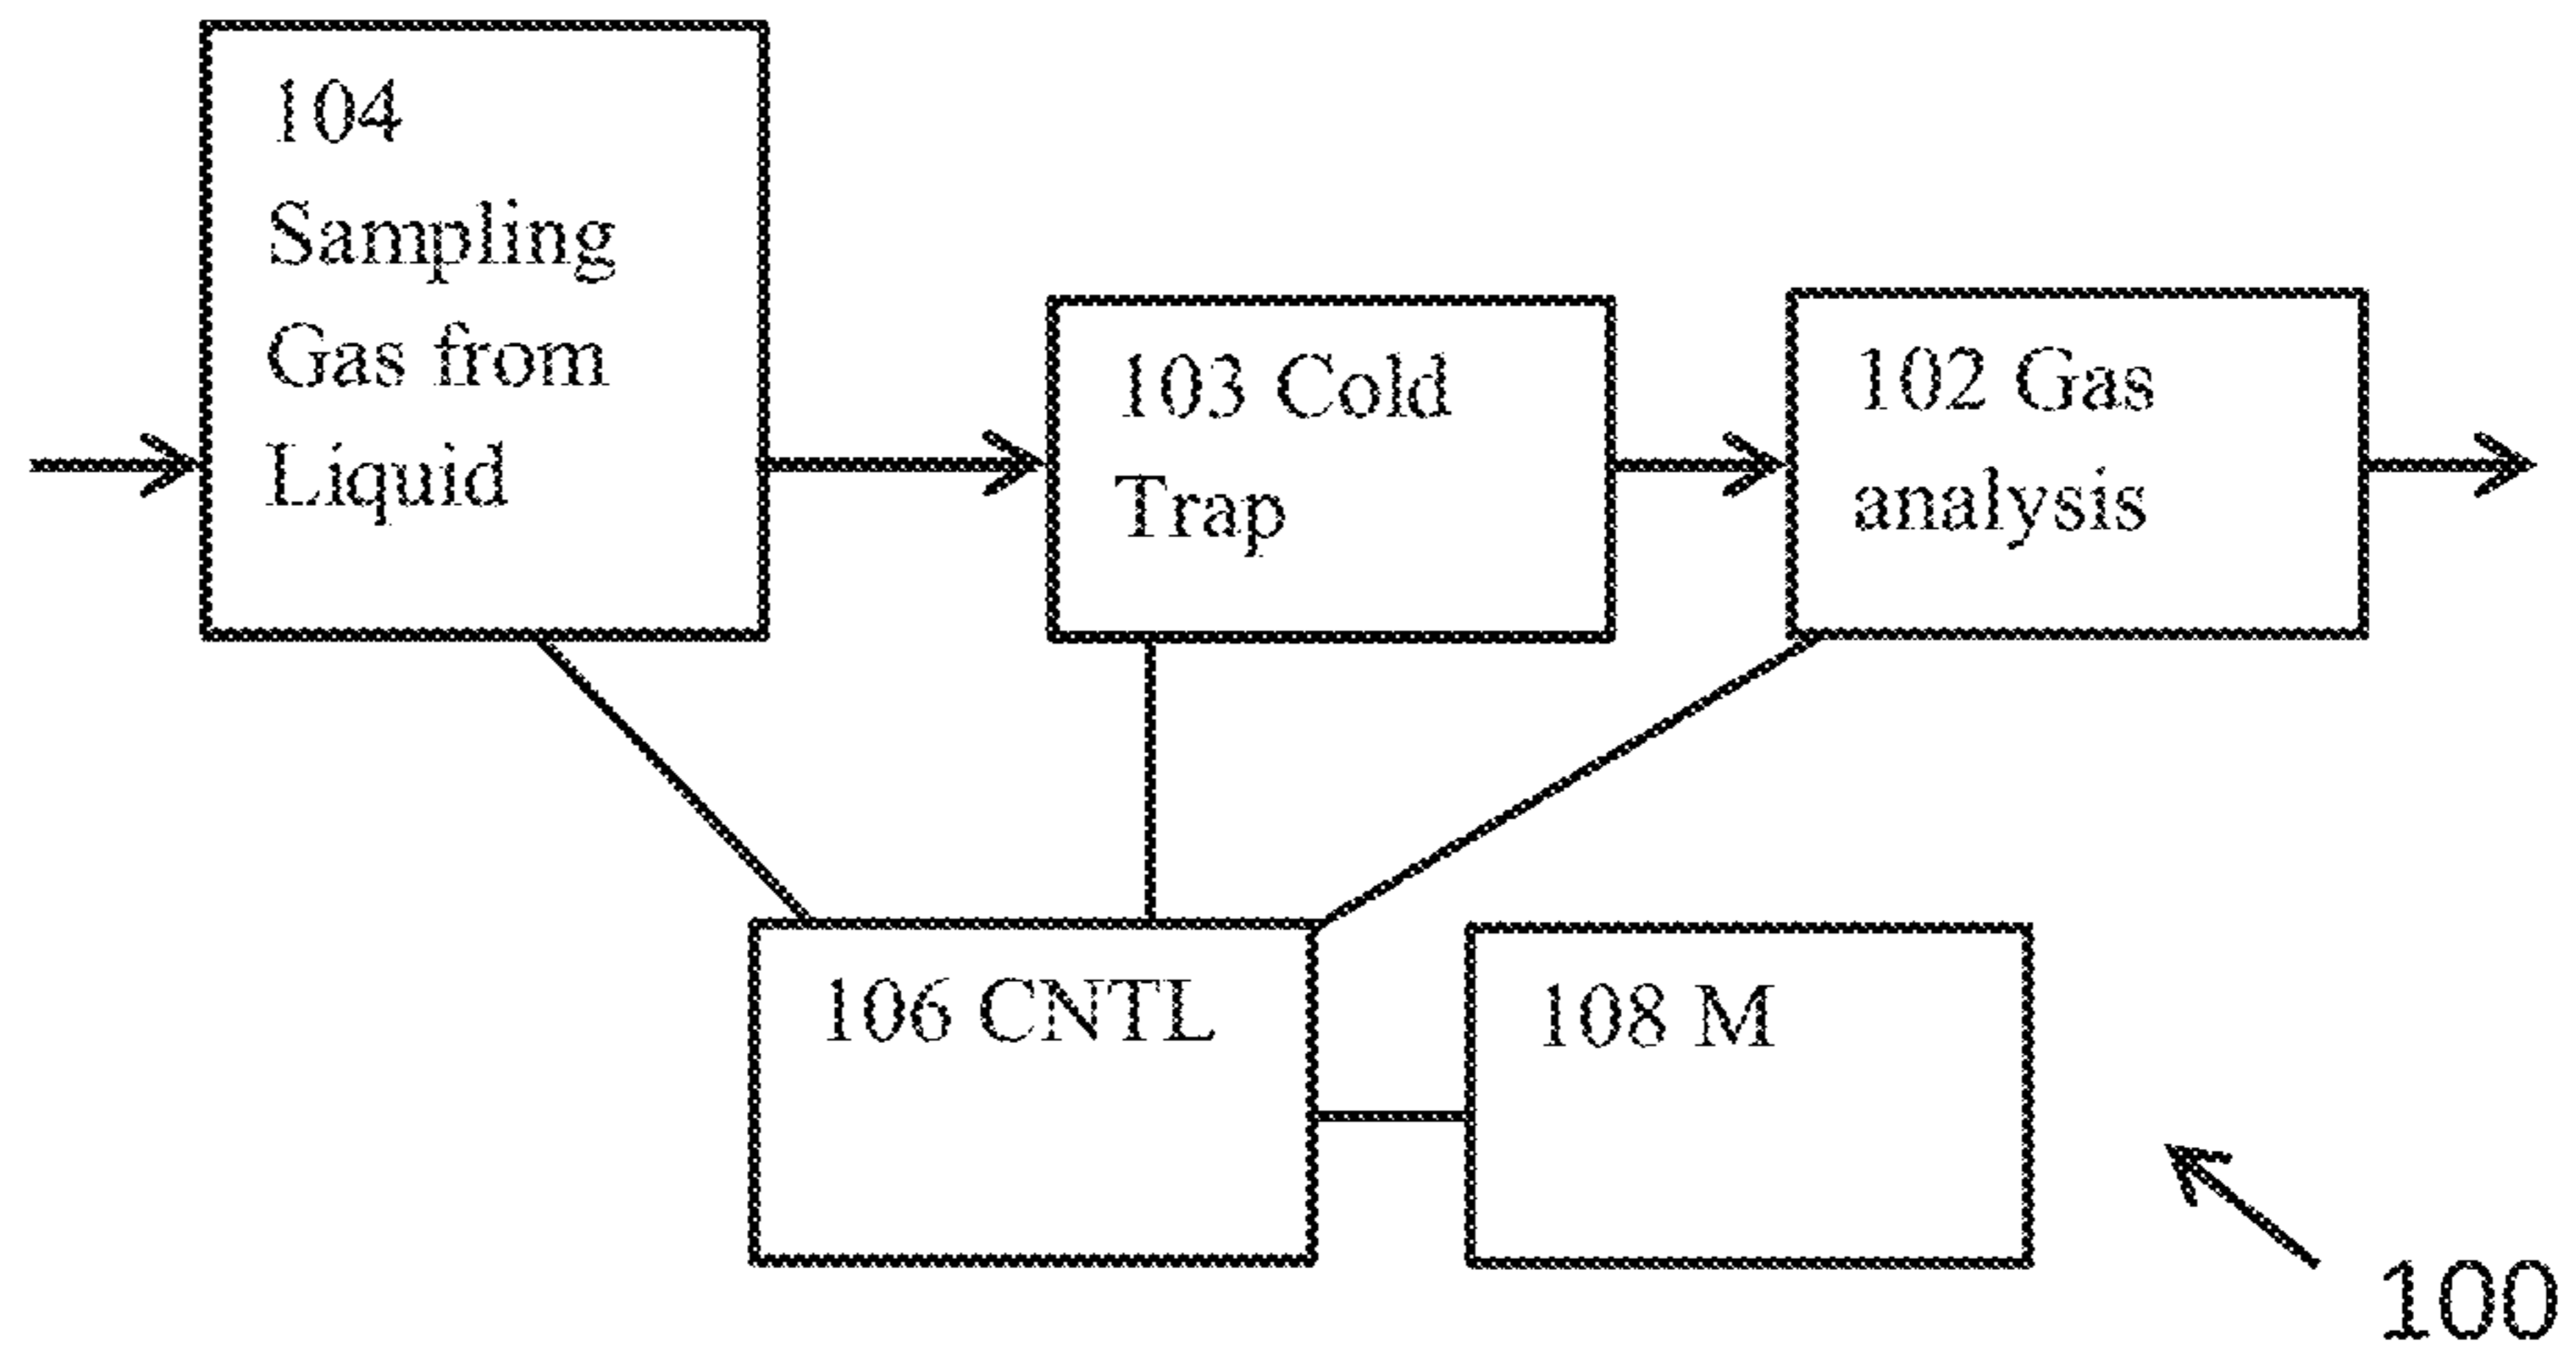 104
Sampling
Gas from
Liquid
103 Cold
Trap
102 Gas
analysis
106 CNTL
108 M
100